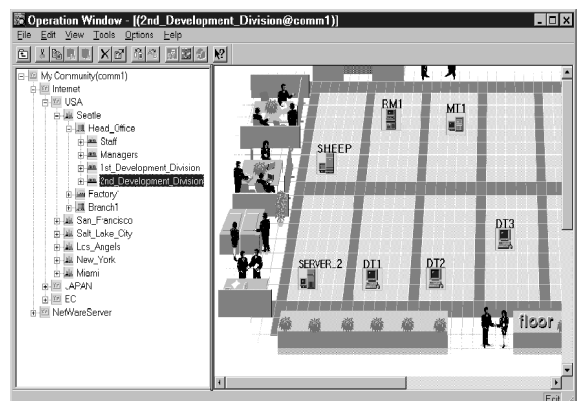 Operation Window - [(2nd_Development_Division@comm1)]
File Edit View Tools Options Help
My Community(comm1)
Internet
USA
Seatle
Head_Office
Staff
Managers
1st_Development_Division
2nd_Development_Division
Factory
Branch1
San_Francisco
Salt_Lake_City
Los_Angels
New_York
Miami
JAPAN
EC
NetWareServer
RM1
MT1
SHEEP
DT3
SERVER_2
DT1
DT2
floor
Edit